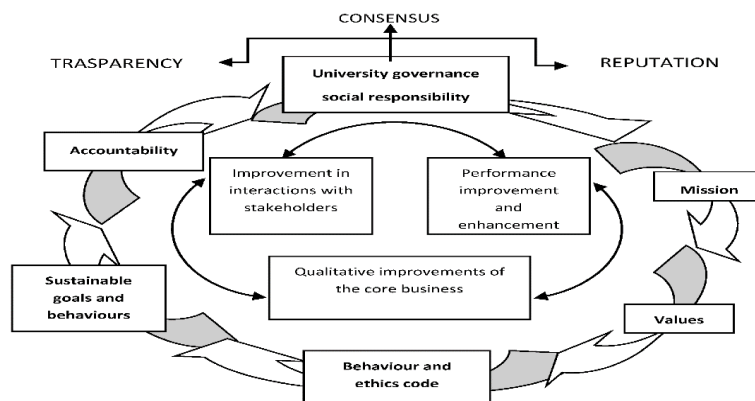 CONSENSUS
TRASPARENCY
REPUTATION
University governance
social responsibility
Accountability
Improvement in
interactions with
stakeholders
Performance
improvement
and
enhancement
Mission
Sustainable
goals and
behaviours
Qualitative improvements of
the core business
Values
Behaviour and
ethics code